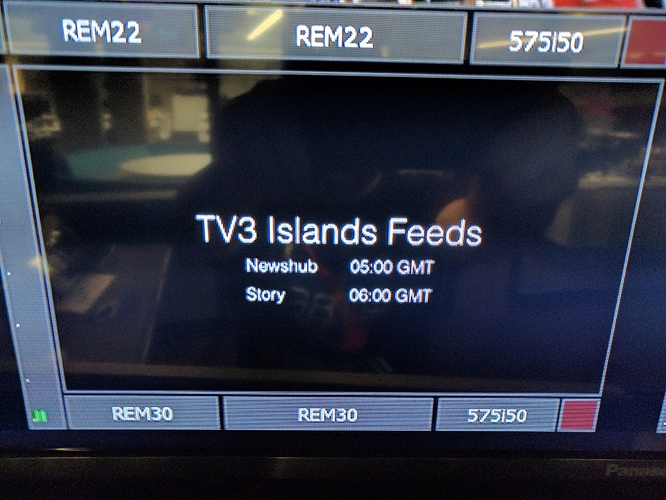 REM22 REM22 575i50
TV3 Islands Feeds
Newshub 05:00 GMT
Story 06:00 GMT
REM30 REM30 575i50